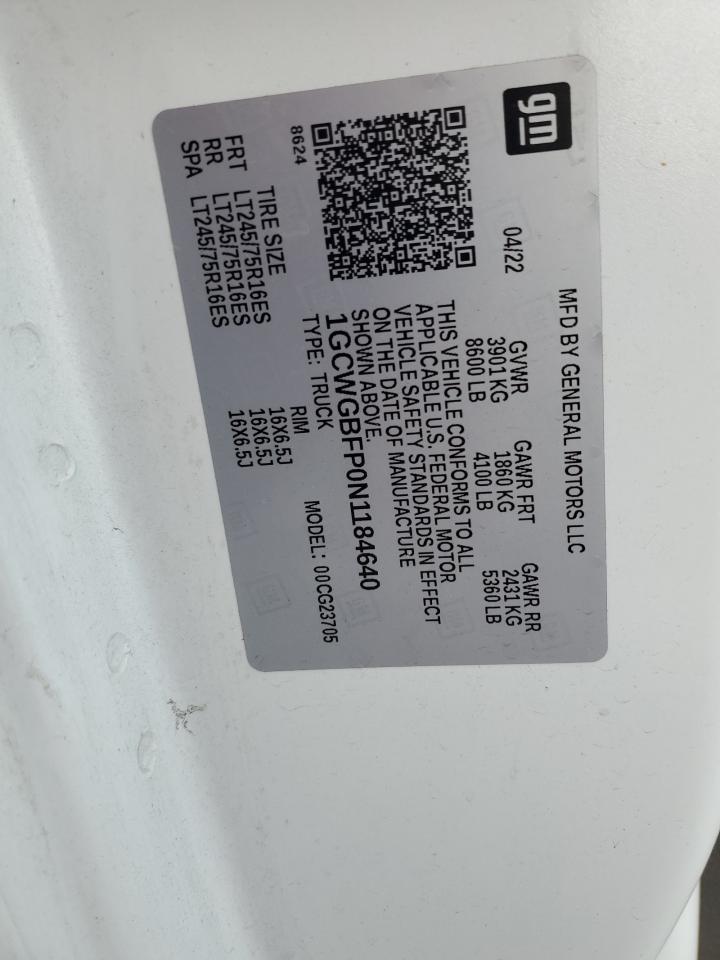 gm
MFD BY GENERAL MOTORS LLC
04/22
GVWR GAWR FRT GAWR RR
3901 KG 1860 KG 2431 KG
8600 LB 4100 LB 5360 LB
THIS VEHICLE CONFORMS TO ALL
APPLICABLE U.S. FEDERAL MOTOR
VEHICLE SAFETY STANDARDS IN EFFECT
ON THE DATE OF MANUFACTURE
SHOWN ABOVE.
1GCWGBFP0N1184640
TYPE: TRUCK MODEL: 00CG23705
8624
TIRE SIZE RIM
FRT LT245/75R16ES 16X6.5J
RR LT245/75R16ES 16X6.5J
SPA LT245/75R16ES 16X6.5J